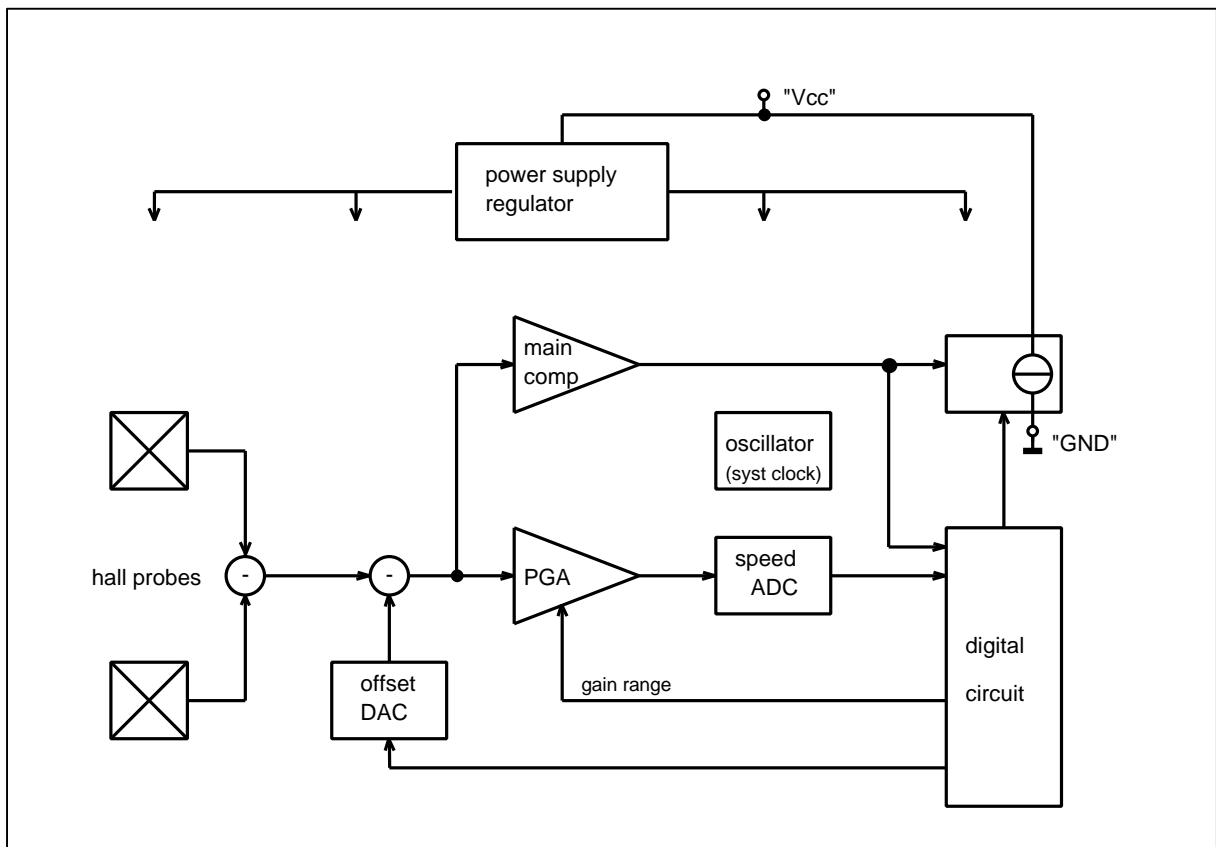 "Vcc"
power supply
regulator
main
comp
oscillator
(syst clock)
"GND"
hall probes
-
-
PGA
speed
ADC
digital
circuit
offset
DAC
gain range